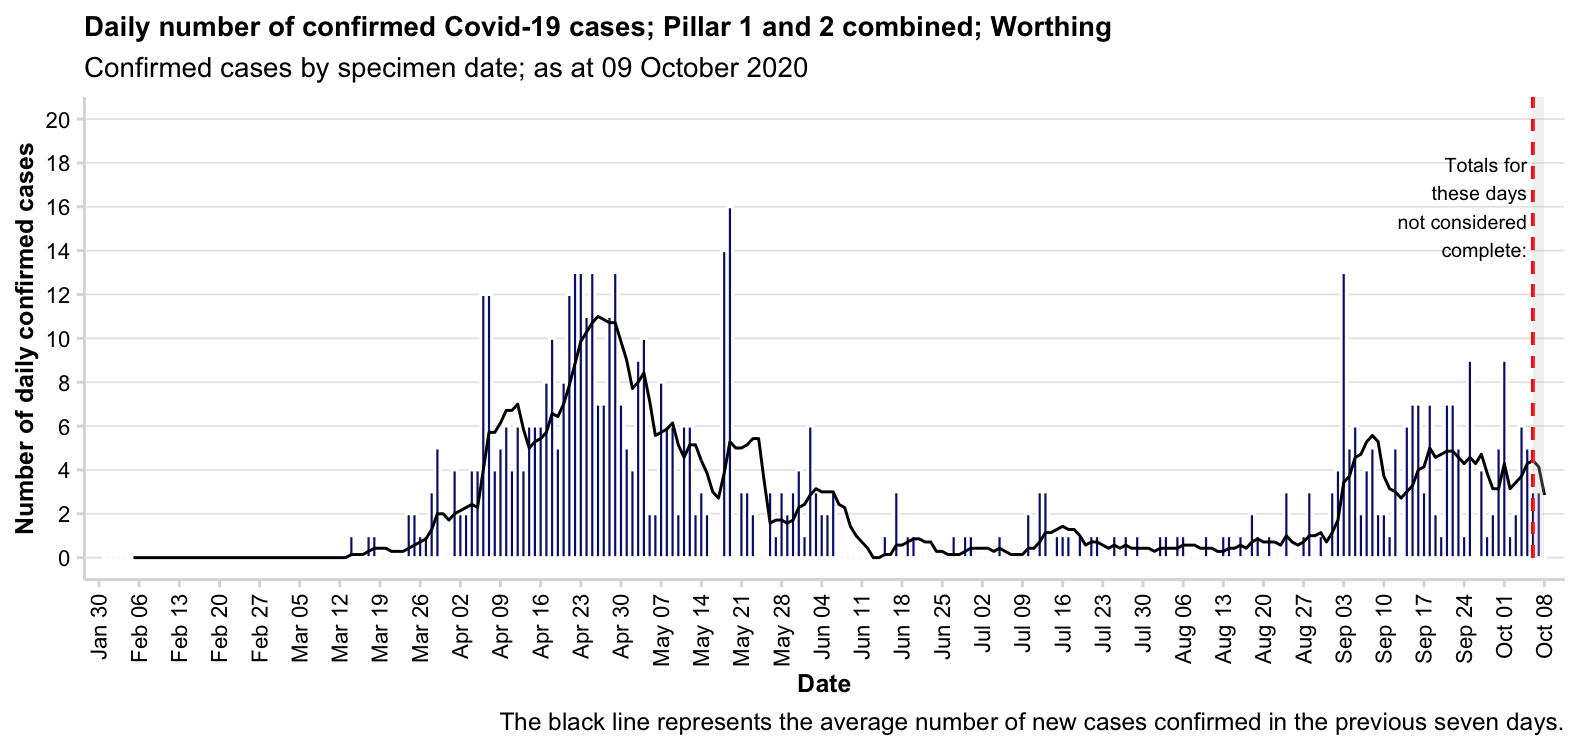 Daily number of confirmed Covid-19 cases; Pillar 1 and 2 combined; Worthing
Confirmed cases by specimen date; as at 09 October 2020
Number of daily confirmed cases
20
18
16
14
12
10
8
6
4
2
0
Totals for
these days
not considered
complete:
Jan 30
Feb 06
Feb 13
Feb 20
Feb 27
Mar 05
Mar 12
Mar 19
Mar 26
Apr 02
Apr 09
Apr 16
Apr 23
Apr 30
May 07
May 14
May 21
May 28
Jun 04
Jun 11
Jun 18
Jun 25
Jul 02
Jul 09
Jul 16
Jul 23
Jul 30
Aug 06
Aug 13
Aug 20
Aug 27
Sep 03
Sep 10
Sep 17
Sep 24
Oct 01
Oct 08
Date
The black line represents the average number of new cases confirmed in the previous seven days.